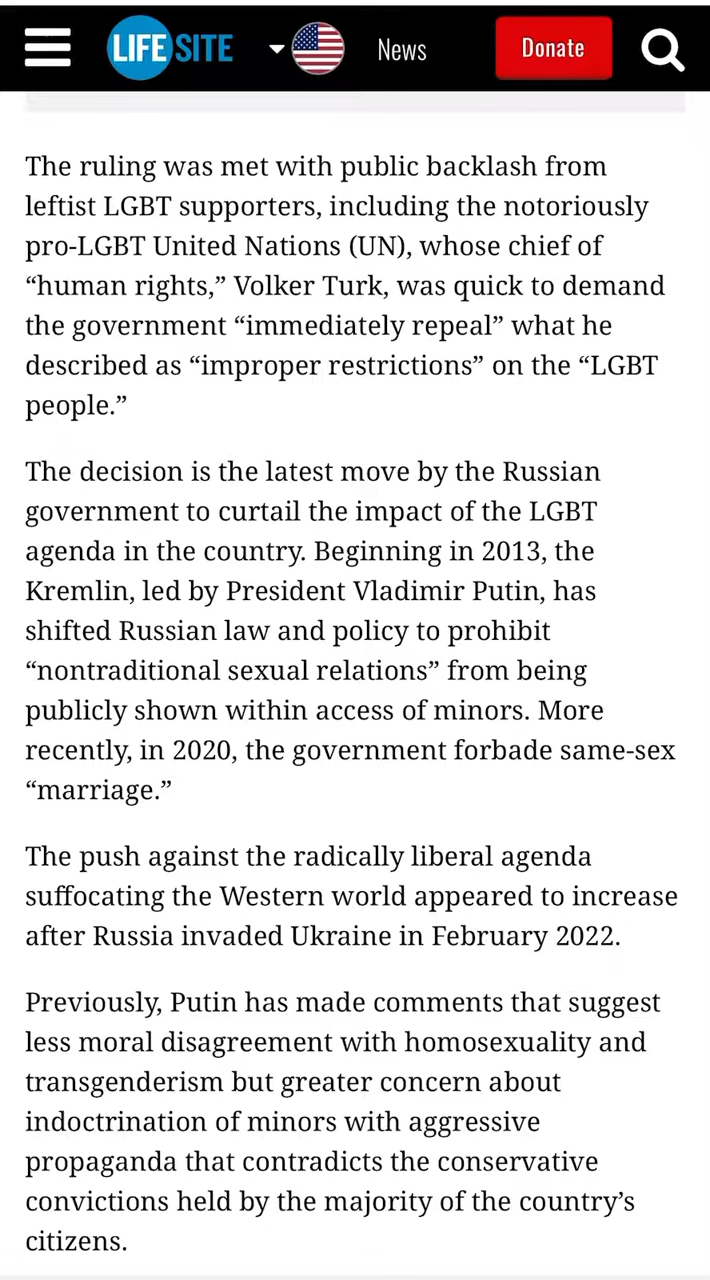 LIFE SITE
News
Donate
The ruling was met with public backlash from
leftist LGBT supporters, including the notoriously
pro-LGBT United Nations (UN), whose chief of
“human rights,” Volker Turk, was quick to demand
the government “immediately repeal” what he
described as “improper restrictions” on the “LGBT
people.”
The decision is the latest move by the Russian
government to curtail the impact of the LGBT
agenda in the country. Beginning in 2013, the
Kremlin, led by President Vladimir Putin, has
shifted Russian law and policy to prohibit
“nontraditional sexual relations” from being
publicly shown within access of minors. More
recently, in 2020, the government forbade same-sex
“marriage.”
The push against the radically liberal agenda
suffocating the Western world appeared to increase
after Russia invaded Ukraine in February 2022.
Previously, Putin has made comments that suggest
less moral disagreement with homosexuality and
transgenderism but greater concern about
indoctrination of minors with aggressive
propaganda that contradicts the conservative
convictions held by the majority of the country’s
citizens.